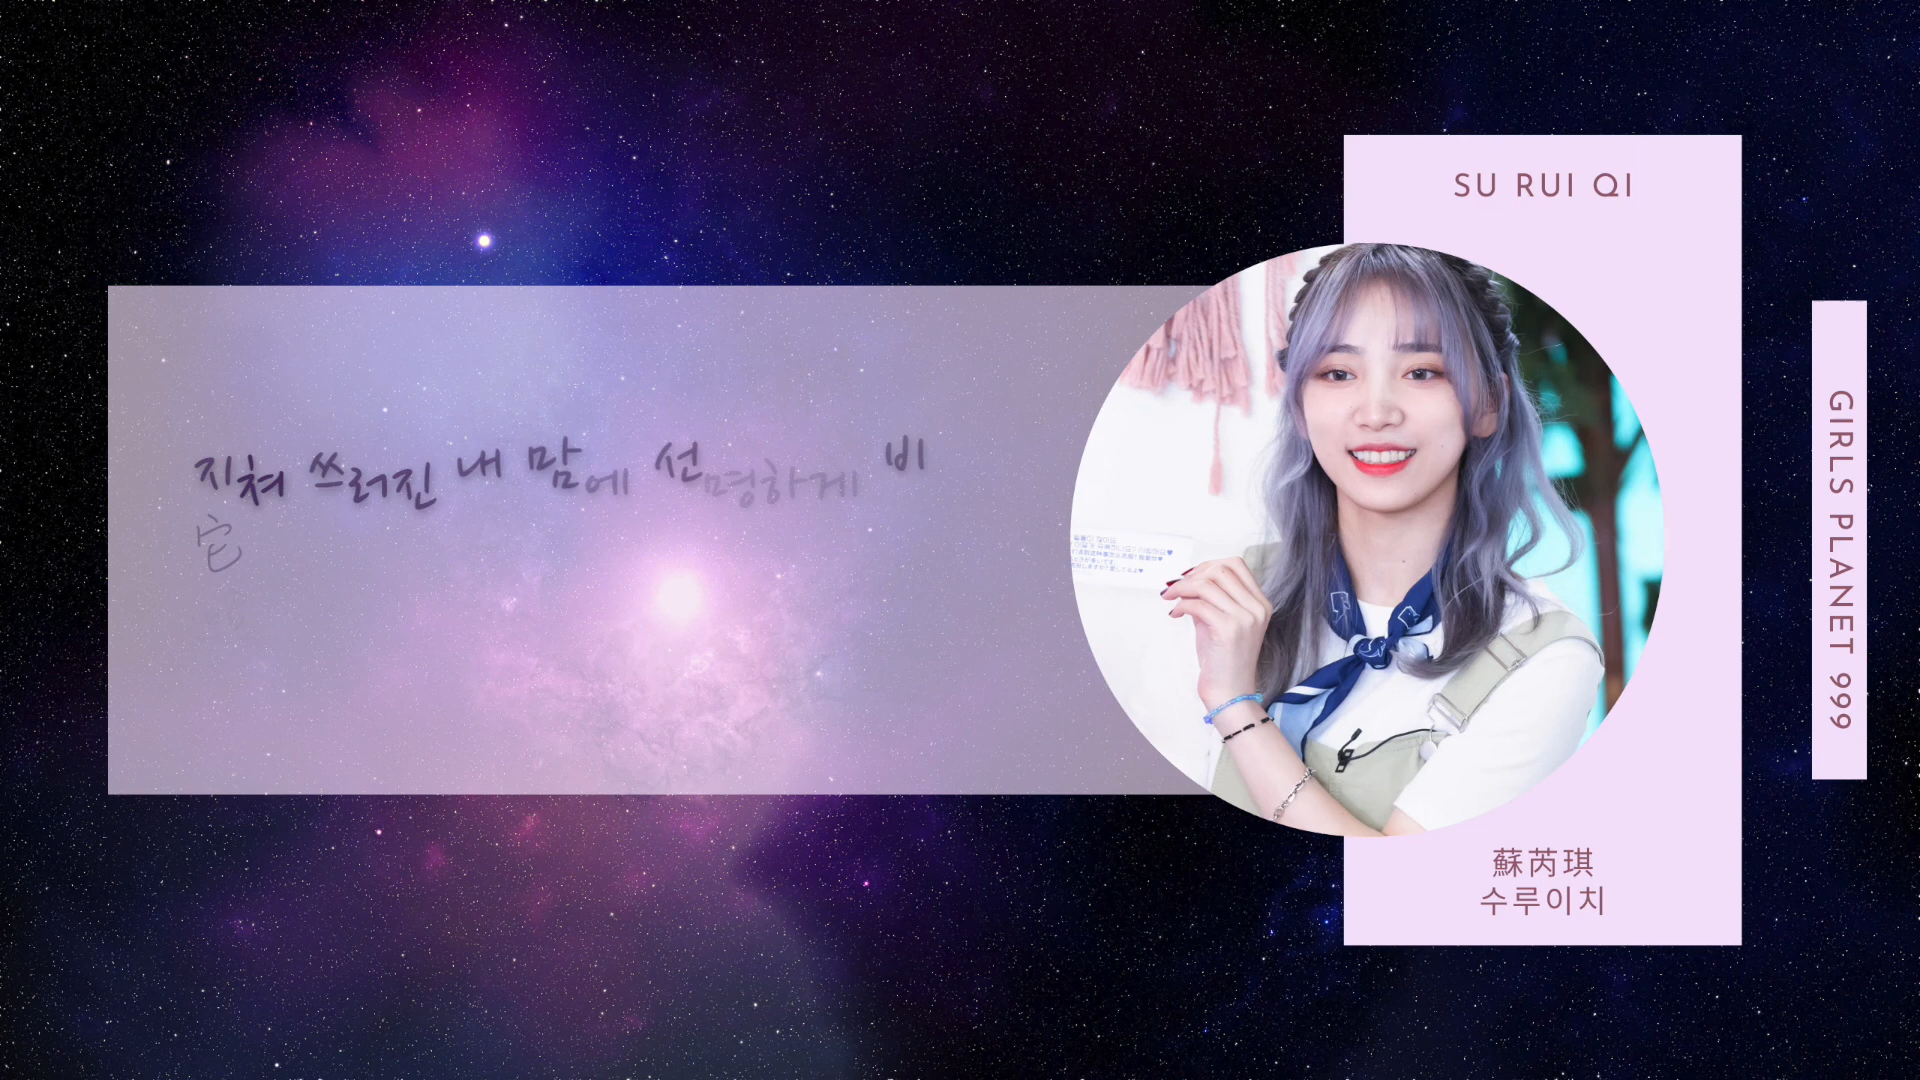 SU RUI QI
지쳐 쓰러진 내 맘에 선명하게 비
它
蘇芮琪
수루이치
GIRLS PLANET 999